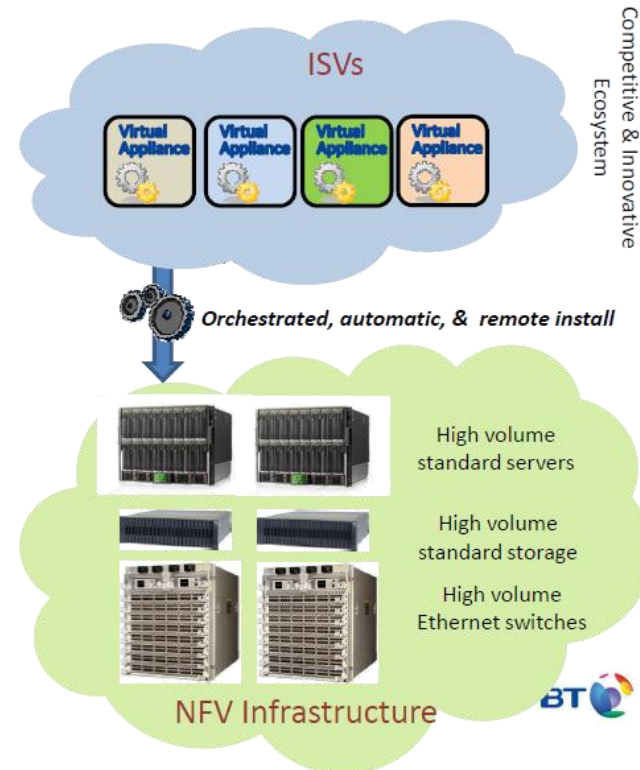 ISVs
Competitive & Innovative
Ecosystem
Virtual
Appliance
Virtual
Appliance
Virtual
Appliance
Virtual
Appliance
Orchestrated, automatic, & remote install
High volume
standard servers
High volume
standard storage
High volume
Ethernet switches
NFV Infrastructure
BT